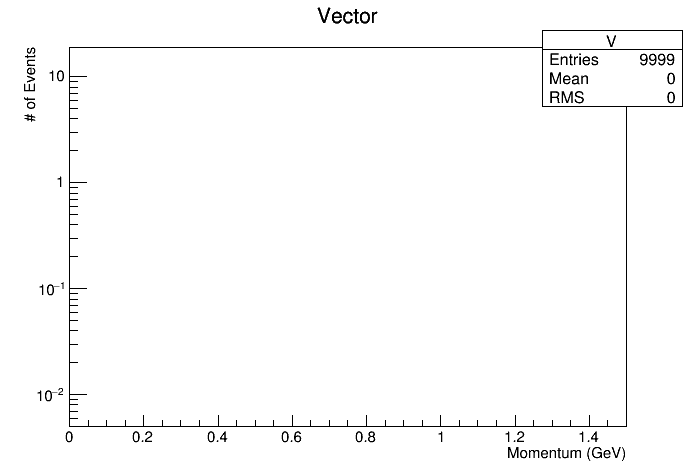 Vector
V
Entries 9999
Mean 0
RMS 0
# of Events
10
1
10⁻¹
10⁻²
0 0.2 0.4 0.6 0.8 1 1.2 1.4
Momentum (GeV)